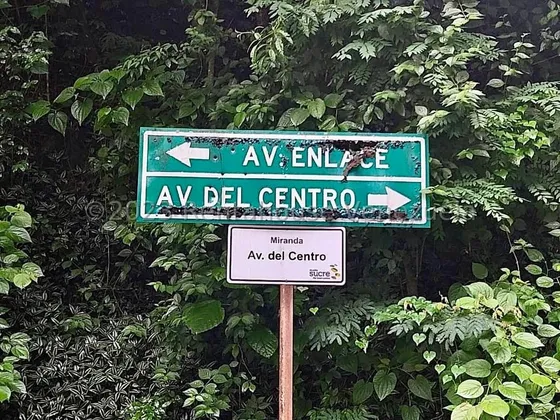 AV. ENLACE
AV DEL CENTRO
Miranda
Av. del Centro
sucre